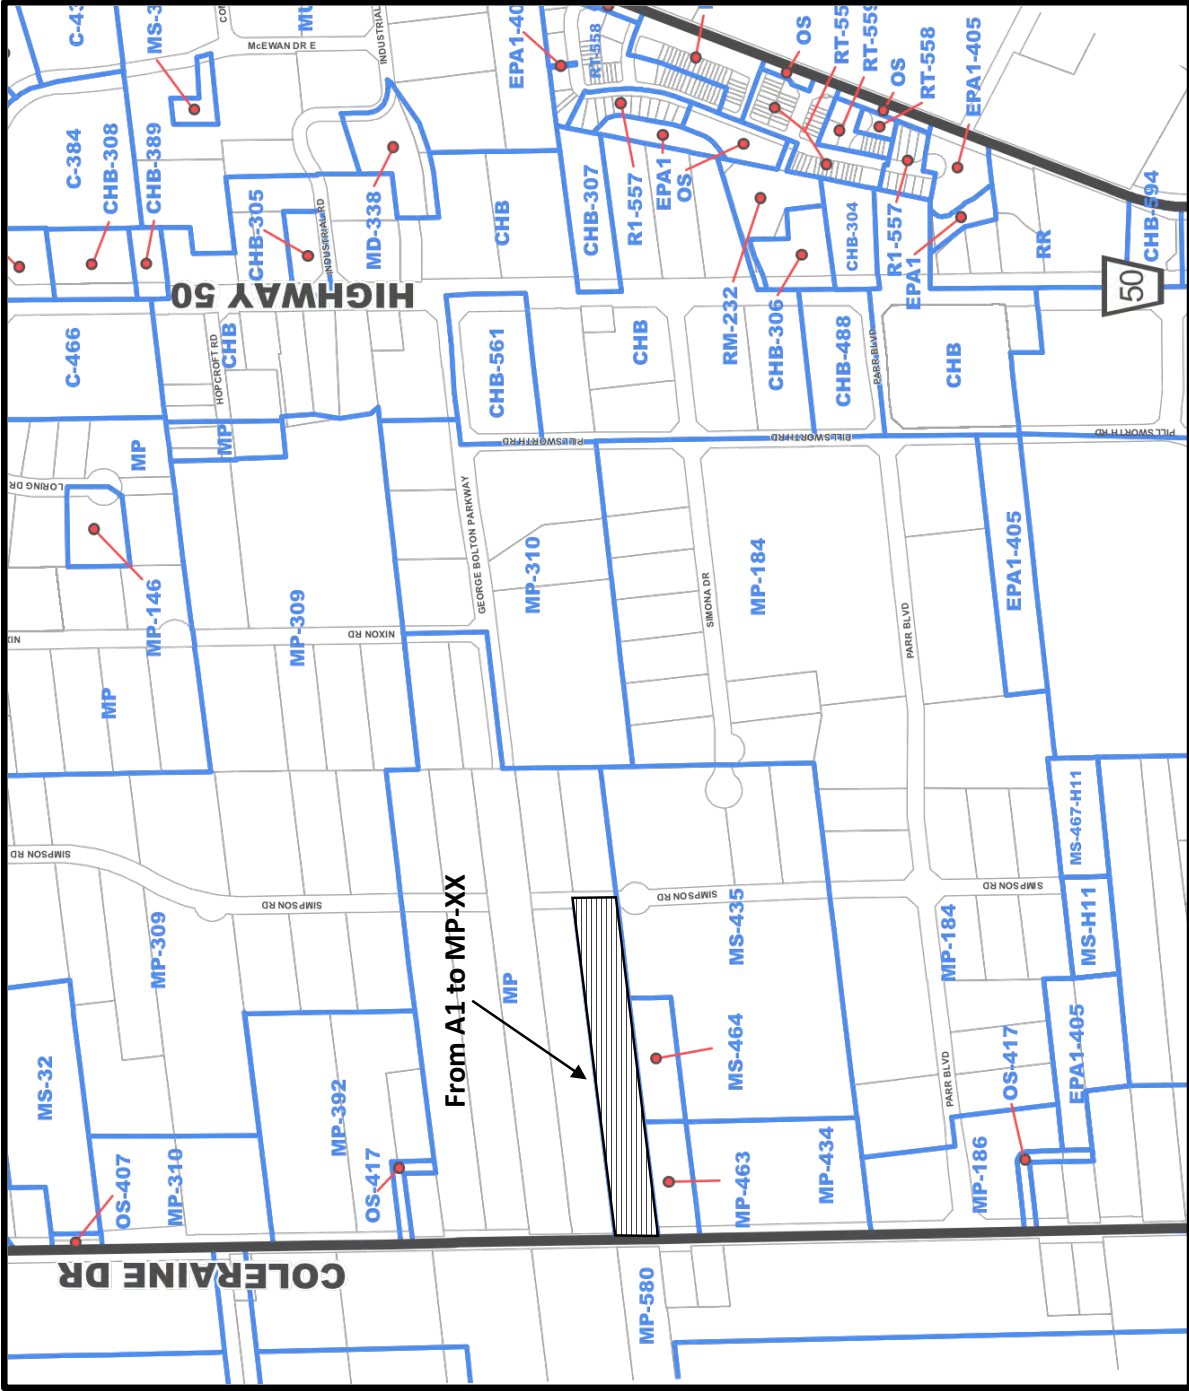 C-43
MS-3
McEWAN DR E
MU
INDUSTRIAL
EPA1-40
RT-558
OS
RT-55
RT-559
OS
RT-558
EPA1-405
C-384
CHB-308
CHB-389
CHB-305
INDUSTRIAL RD
MD-338
CHB
CHB-307
R1-557
EPA1
OS
RM-232
CHB-306
CHB-304
R1-557
EPA1
RR
CHB-594
50
HIGHWAY 50
C-466
HOPCROFT RD
CHB
CHB-561
CHB
CHB-488
PARR BLVD
CHB
MP
MP
PILLSWORTH RD
PILLSWORTH RD
PILLSWORTH RD
LORING DR
MP-146
MP-309
NIXON RD
NIX
GEORGE BOLTON PARKWAY
MP-310
SIMONA DR
MP-184
PARR BLVD
EPA1-405
MP
SIMPSON RD
SIMPSON RD
SIMPSON RD
SIMPSON RD
MP-309
From A1 to MP-XX
MP
MS-435
MP-184
MS-467-H11
MS-H11
MS-32
MP-392
MS-464
PARR BLVD
OS-417
EPA1-405
OS-407
MP-310
OS-417
MP-463
MP-434
MP-186
COLERAINE DR
MP-580